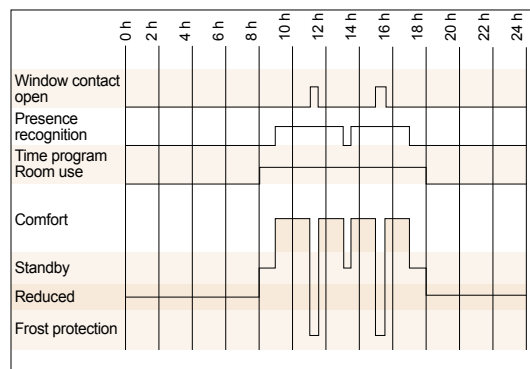 0 h
2 h
4 h
6 h
8 h
10 h
12 h
14 h
16 h
18 h
20 h
22 h
24 h
Window contact
open
Presence
recognition
Time program
Room use
Comfort
Standby
Reduced
Frost protection